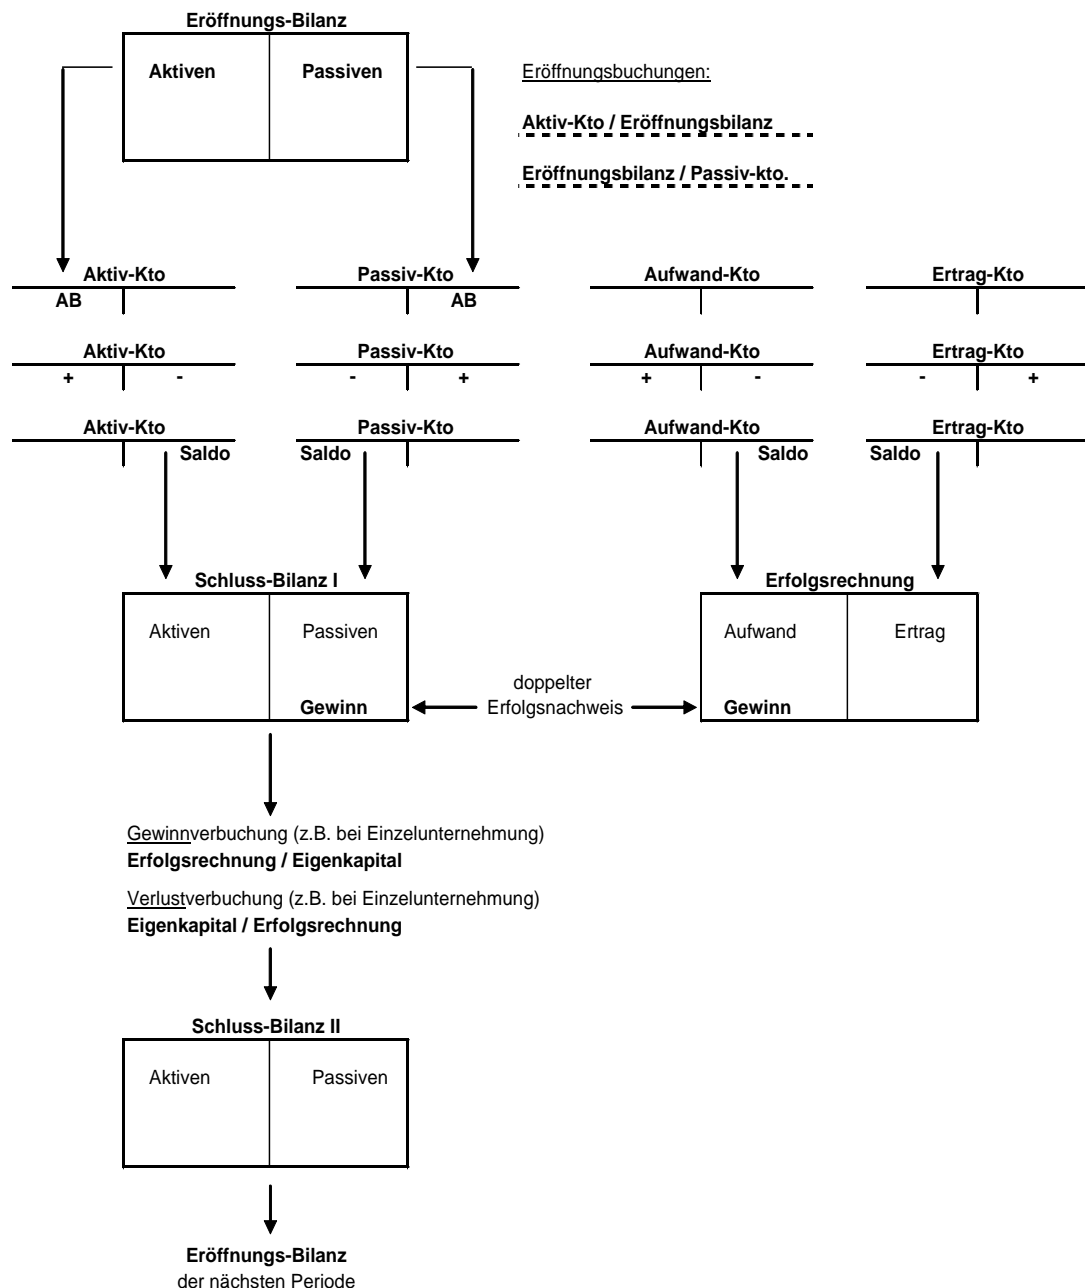 Eröffnungs-Bilanz
Aktiven Passiven
Eröffnungsbuchungen:
Aktiv-Kto / Eröffnungsbilanz
Eröffnungsbilanz / Passiv-kto.
Aktiv-Kto Passiv-Kto Aufwand-Kto Ertrag-Kto
AB AB
Aktiv-Kto Passiv-Kto Aufwand-Kto Ertrag-Kto
+ - - + + - - +
Aktiv-Kto Passiv-Kto Aufwand-Kto Ertrag-Kto
Saldo Saldo Saldo Saldo
Schluss-Bilanz I Erfolgsrechnung
Aktiven Passiven Aufwand Ertrag
doppelter
Gewinn Erfolgsnachweis Gewinn
Gewinnverbuchung (z.B. bei Einzelunternehmung)
Erfolgsrechnung / Eigenkapital
Verlustverbuchung (z.B. bei Einzelunternehmung)
Eigenkapital / Erfolgsrechnung
Schluss-Bilanz II
Aktiven Passiven
Eröffnungs-Bilanz
der nächsten Periode